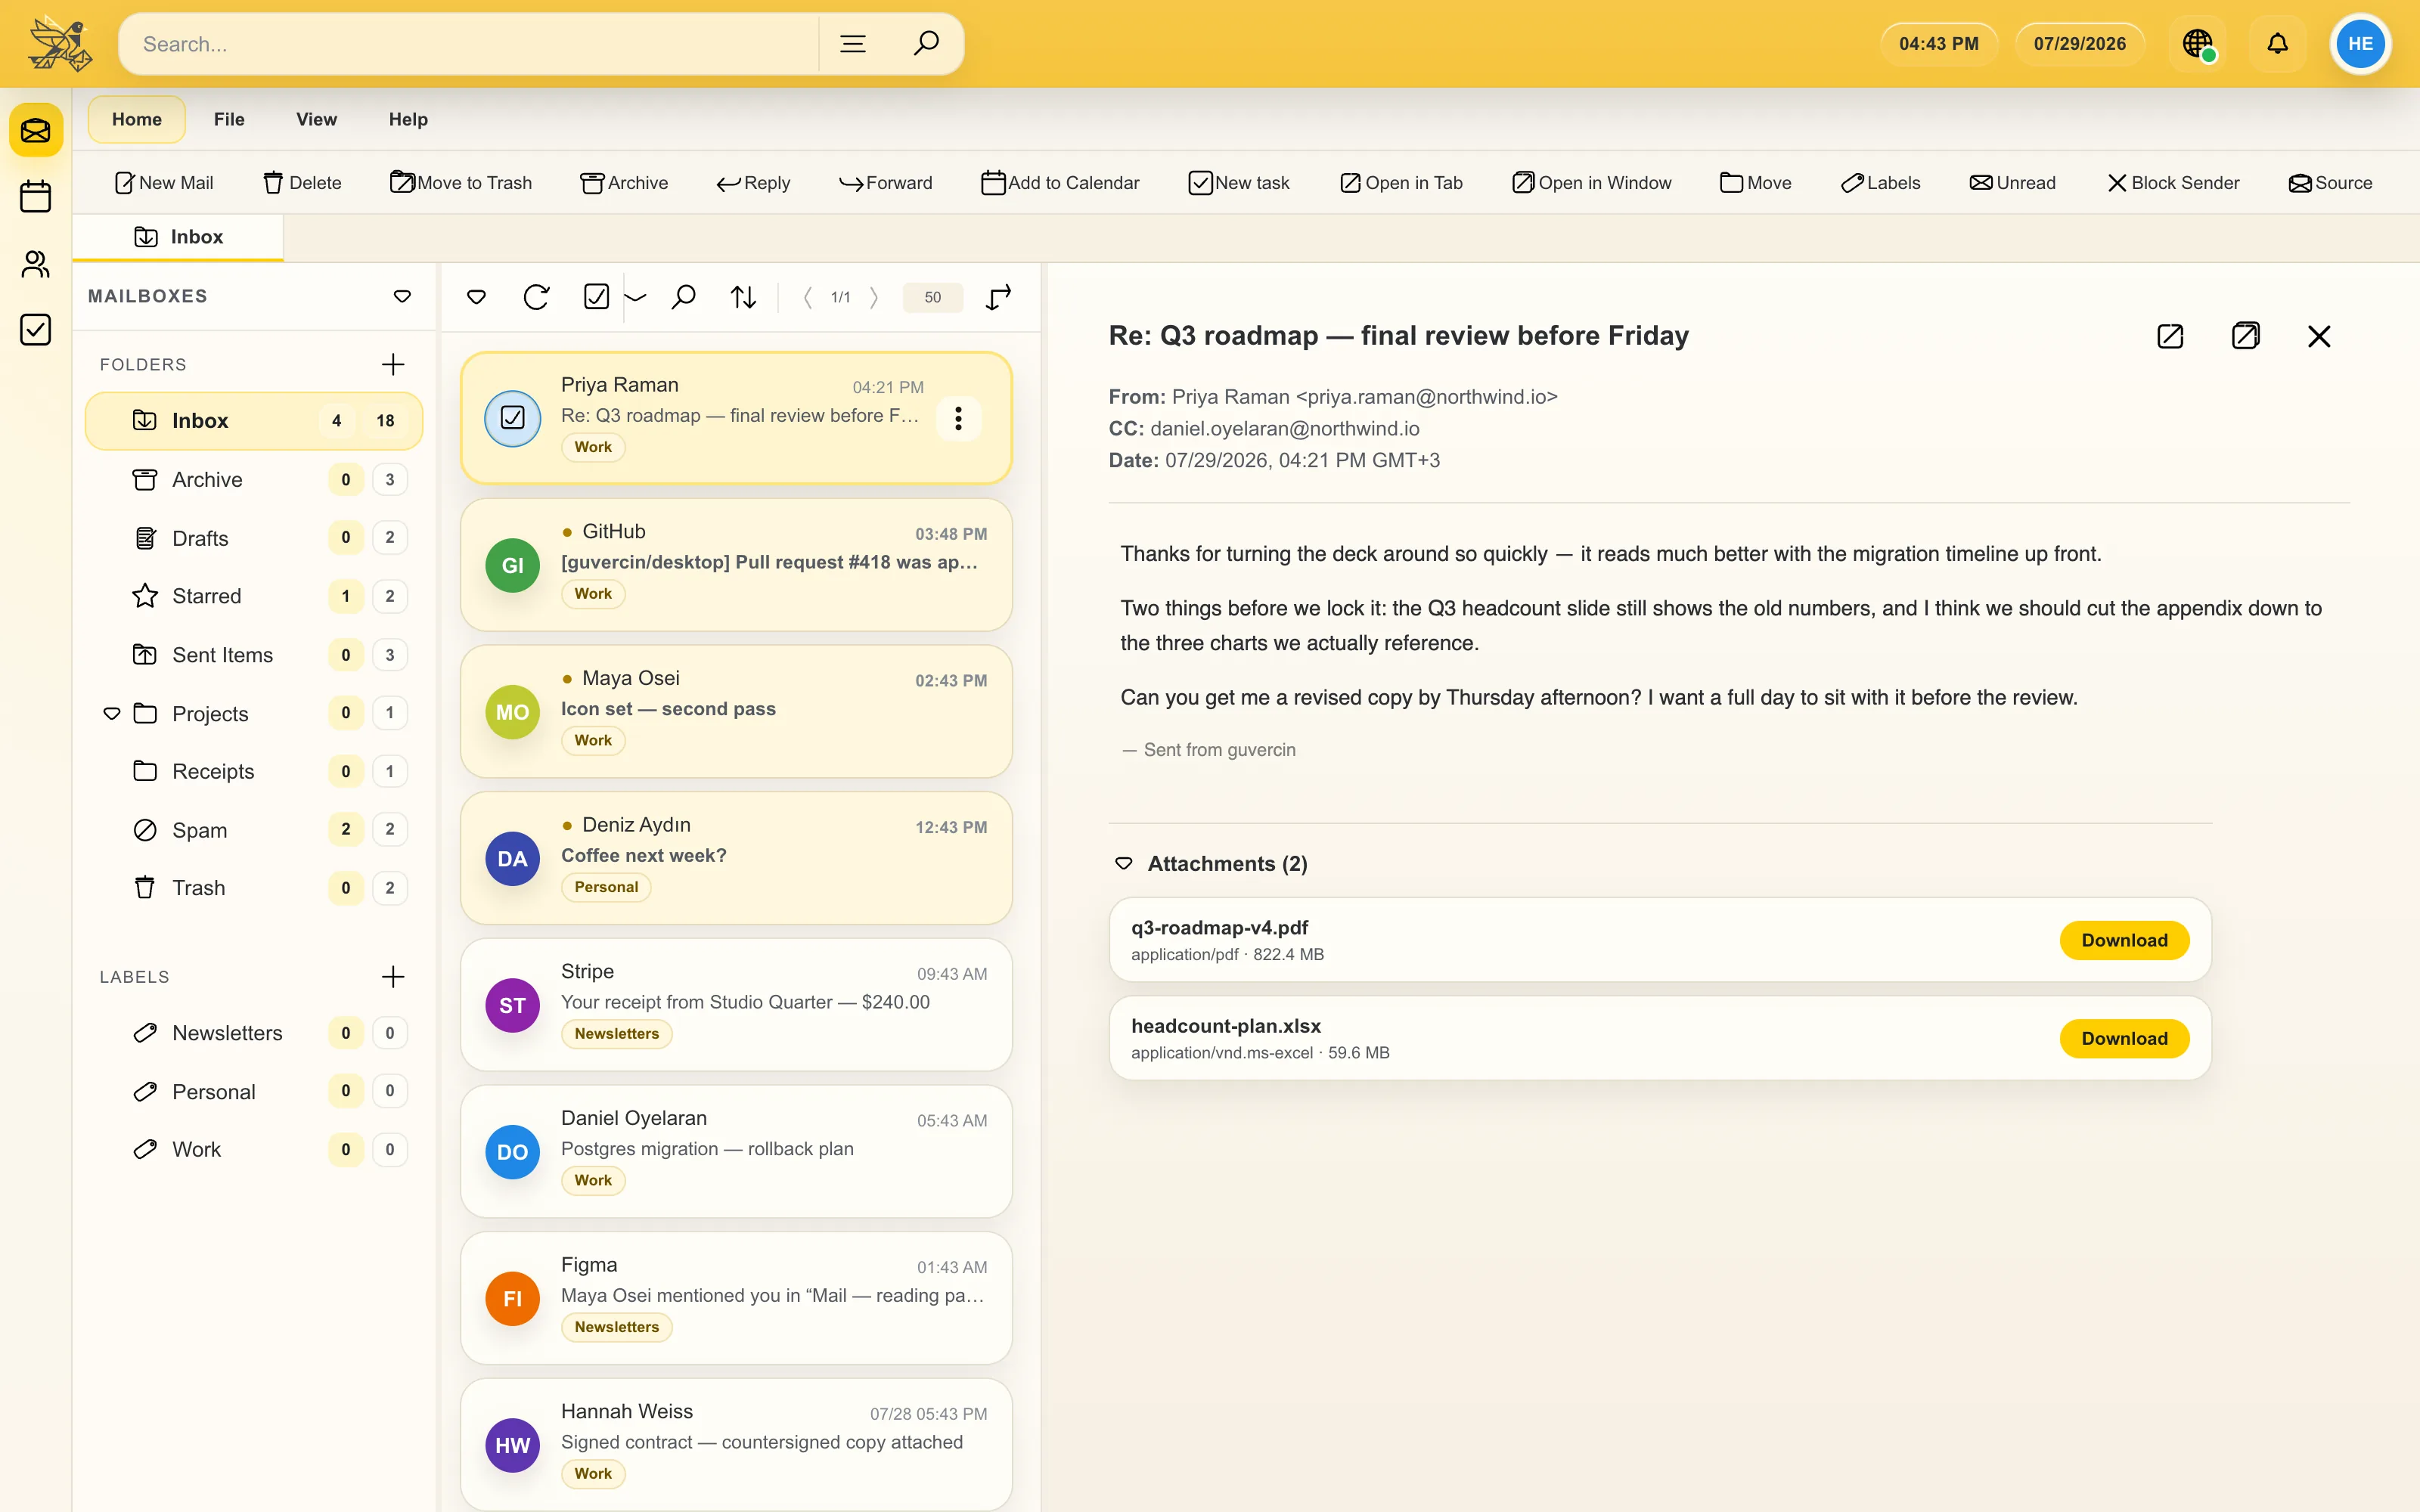 Search...
04:43 PM
07/29/2026
HE
Home
File
View
Help
New Mail
Delete
Move to Trash
Archive
Reply
Forward
Add to Calendar
New task
Open in Tab
Open in Window
Move
Labels
Unread
Block Sender
Source
Inbox
MAILBOXES
FOLDERS
Inbox 4 18
Archive 0 3
Drafts 0 2
Starred 1 2
Sent Items 0 3
Projects 0 1
Receipts 0 1
Spam 2 2
Trash 0 2
LABELS
Newsletters 0 0
Personal 0 0
Work 0 0
1/1
50
Priya Raman 04:21 PM
Re: Q3 roadmap — final review before F…
Work
GI
GitHub 03:48 PM
[guvercin/desktop] Pull request #418 was ap…
Work
MO
Maya Osei 02:43 PM
Icon set — second pass
Work
DA
Deniz Aydın 12:43 PM
Coffee next week?
Personal
ST
Stripe 09:43 AM
Your receipt from Studio Quarter — $240.00
Newsletters
DO
Daniel Oyelaran 05:43 AM
Postgres migration — rollback plan
Work
FI
Figma 01:43 AM
Maya Osei mentioned you in “Mail — reading pa…
Newsletters
HW
Hannah Weiss 07/28 05:43 PM
Signed contract — countersigned copy attached
Work
Re: Q3 roadmap — final review before Friday
From: Priya Raman <priya.raman@northwind.io>
CC: daniel.oyelaran@northwind.io
Date: 07/29/2026, 04:21 PM GMT+3
Thanks for turning the deck around so quickly — it reads much better with the migration timeline up front.
Two things before we lock it: the Q3 headcount slide still shows the old numbers, and I think we should cut the appendix down to
the three charts we actually reference.
Can you get me a revised copy by Thursday afternoon? I want a full day to sit with it before the review.
— Sent from guvercin
Attachments (2)
q3-roadmap-v4.pdf
application/pdf · 822.4 MB
Download
headcount-plan.xlsx
application/vnd.ms-excel · 59.6 MB
Download